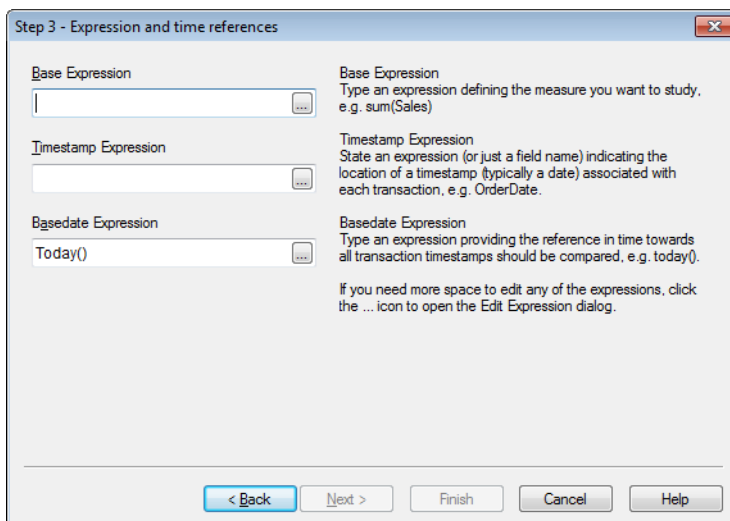 Step 3 - Expression and time references
Base Expression
...
Timestamp Expression
...
Basedate Expression
Today()
...
Base Expression
Type an expression defining the measure you want to study,
e.g. sum(Sales)
Timestamp Expression
State an expression (or just a field name) indicating the
location of a timestamp (typically a date) associated with
each transaction, e.g. OrderDate.
Basedate Expression
Type an expression providing the reference in time towards
all transaction timestamps should be compared, e.g. today().
If you need more space to edit any of the expressions, click
the ... icon to open the Edit Expression dialog.
< Back Next > Finish Cancel Help